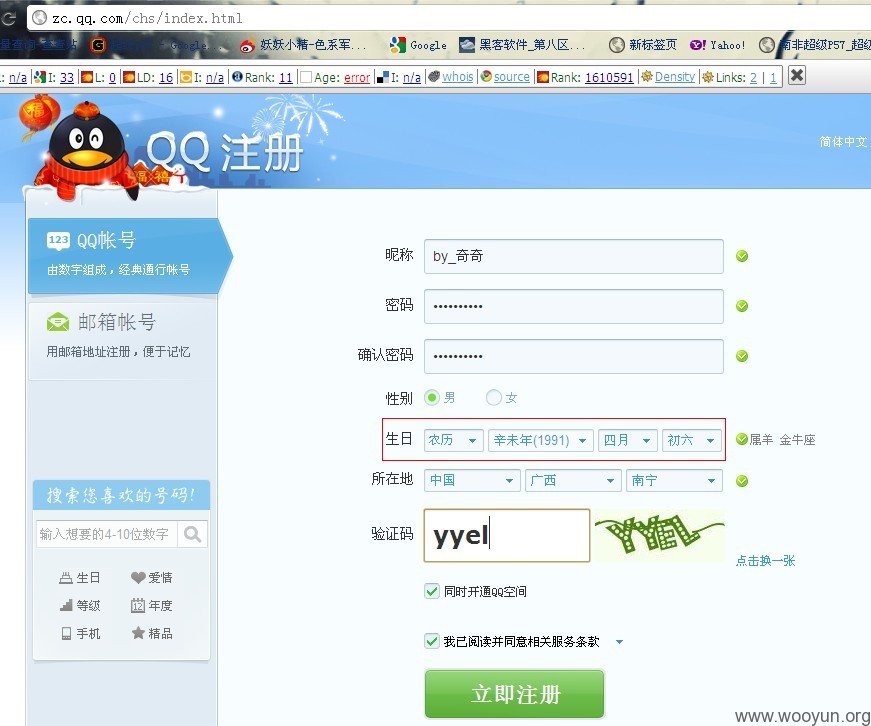 zc.qq.com/chs/index.html
Google...
妖妖小精-色系军...
Google
黑客软件_第八区...
新标签页
Yahoo!
南非超级P57_超级
: n/a I: 33 L: 0 LD: 16 I: n/a Rank: 11 Age: error I: n/a whois source Rank: 1610591 Density Links: 2 | 1
QQ 注册
简体中文
福 禧
123 QQ帐号
由数字组成，经典通行帐号
邮箱帐号
用邮箱地址注册，便于记忆
搜索您喜欢的号码!
输入想要的4-10位数字
生日 爱情
等级 12 年度
手机 精品
昵称 by_奇奇
密码 ••••••••••
确认密码 ••••••••••
性别 男 女
生日 农历 辛未年(1991) 四月 初六 属羊 金牛座
所在地 中国 广西 南宁
验证码 yyel YYEL
点击换一张
同时开通QQ空间
我已阅读并同意相关服务条款
立即注册
www.wooyun.org